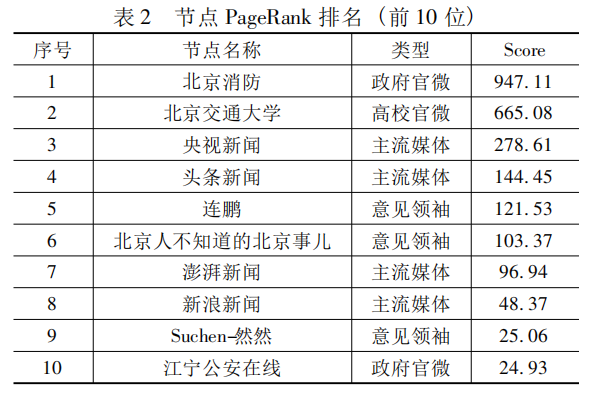 表 2 节点 PageRank 排名 (前 10 位)
序号 节点名称 类型 Score
1 北京消防 政府官微 947. 11
2 北京交通大学 高校官微 665. 08
3 央视新闻 主流媒体 278. 61
4 头条新闻 主流媒体 144. 45
5 连鹏 意见领袖 121. 53
6 北京人不知道的北京事儿 意见领袖 103. 37
7 澎湃新闻 主流媒体 96. 94
8 新浪新闻 主流媒体 48. 37
9 Suchen-然然 意见领袖 25. 06
10 江宁公安在线 政府官微 24. 93